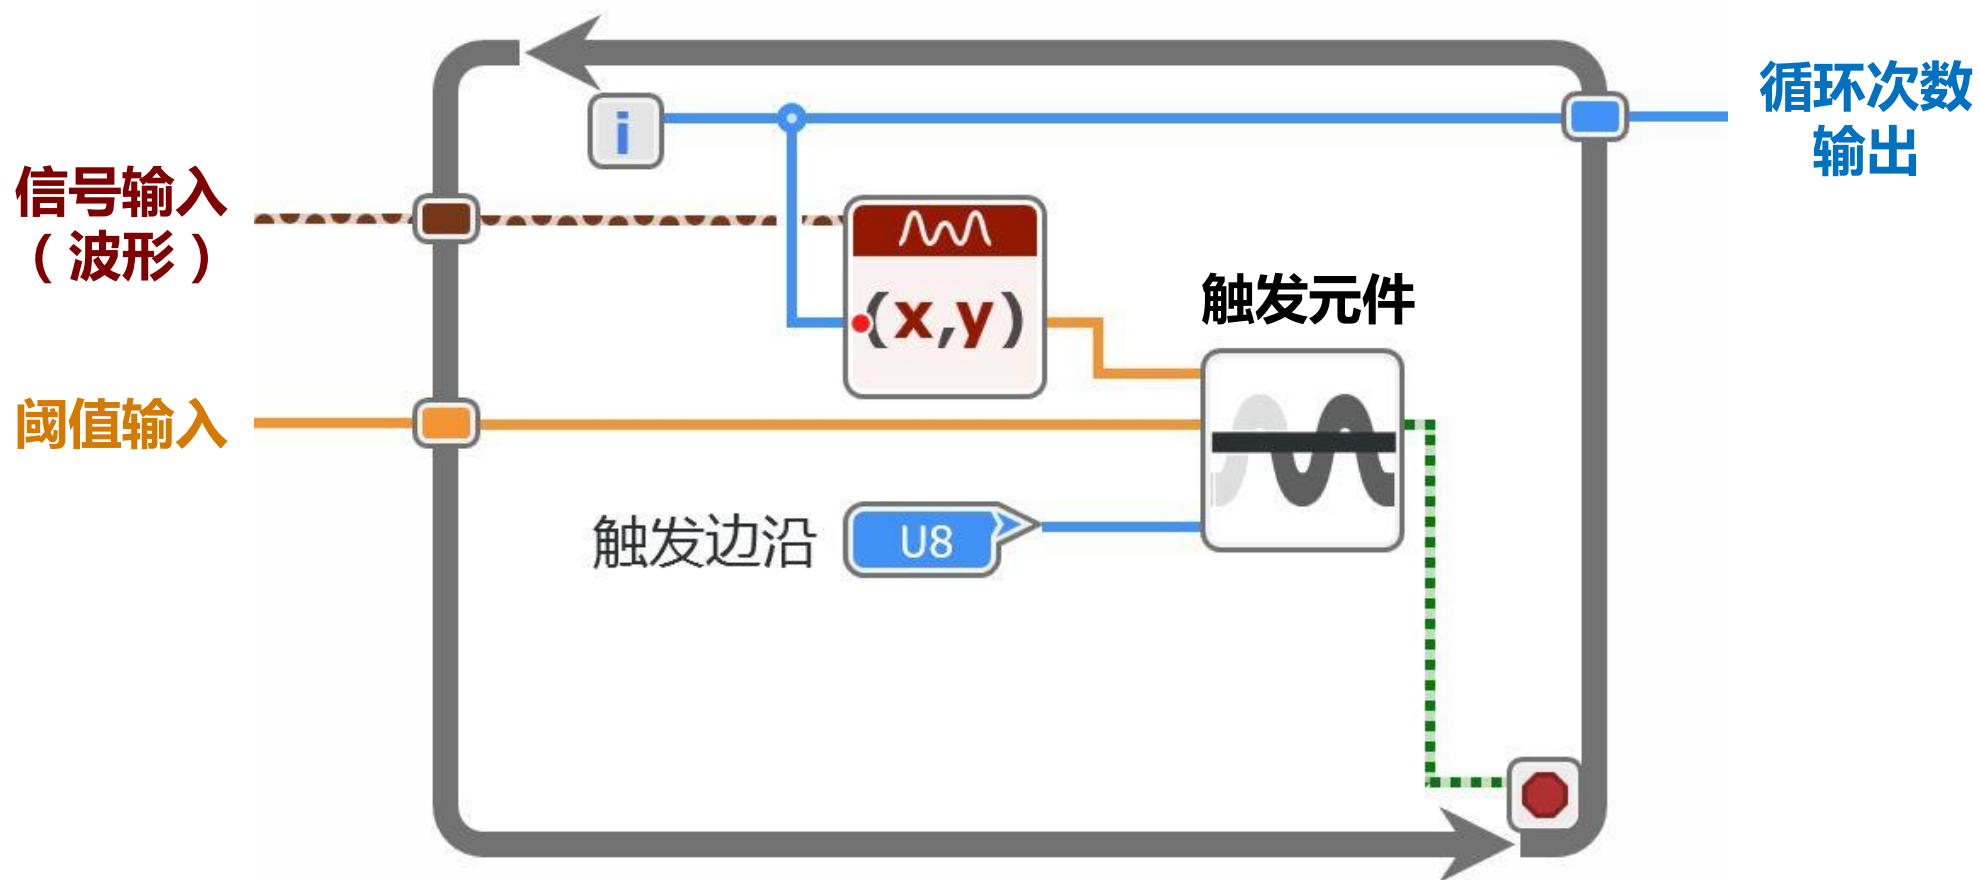 循环次数
输出
i
信号输入
（波形）
(x,y)
触发元件
阈值输入
触发边沿
U8